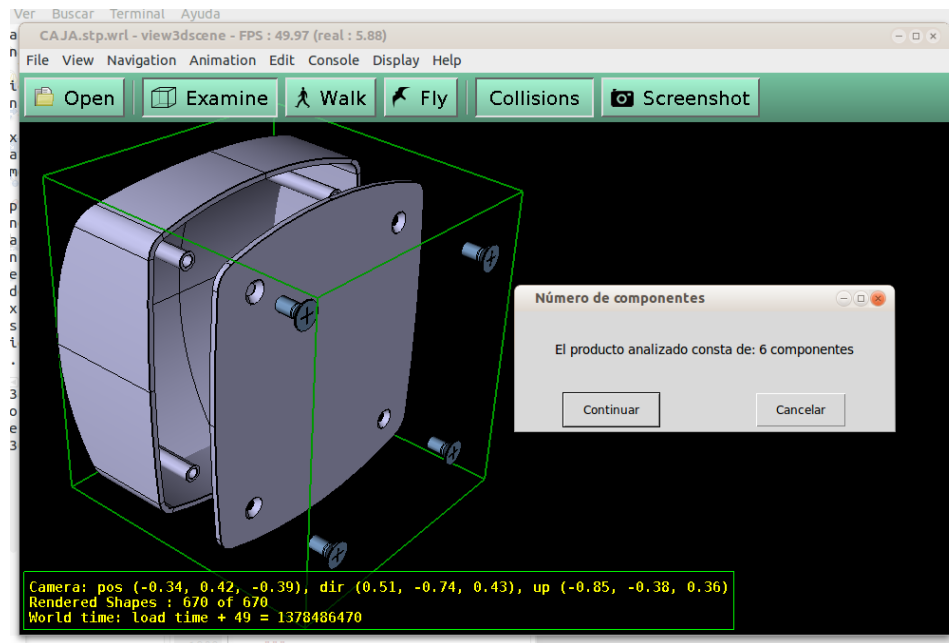 Ver Buscar Terminal Ayuda
CAJA.stp.wrl - view3dscene - FPS : 49.97 (real : 5.88)
File View Navigation Animation Edit Console Display Help
Open Examine Walk Fly Collisions Screenshot
Número de componentes
El producto analizado consta de: 6 componentes
Continuar Cancelar
Camera: pos (-0.34, 0.42, -0.39), dir (0.51, -0.74, 0.43), up (-0.85, -0.38, 0.36)
Rendered Shapes : 670 of 670
World time: load time + 49 = 1378486470